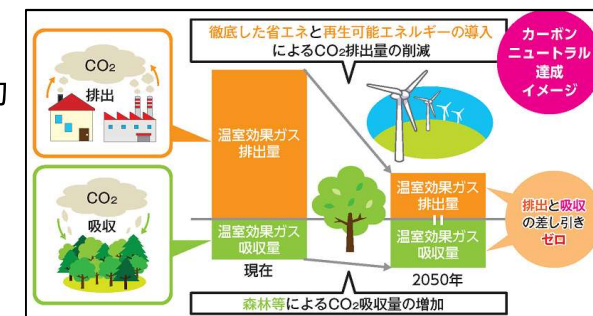 徹底した省エネと再生可能エネルギーの導入
によるCO₂排出量の削減
カーボン
ニュートラル
達成
イメージ
CO₂
排出
温室効果ガス
排出量
温室効果ガス
排出量
排出と吸収
の差し引き
ゼロ
CO₂
吸収
温室効果ガス
吸収量
温室効果ガス
吸収量
現在
2050年
森林等によるCO₂吸収量の増加